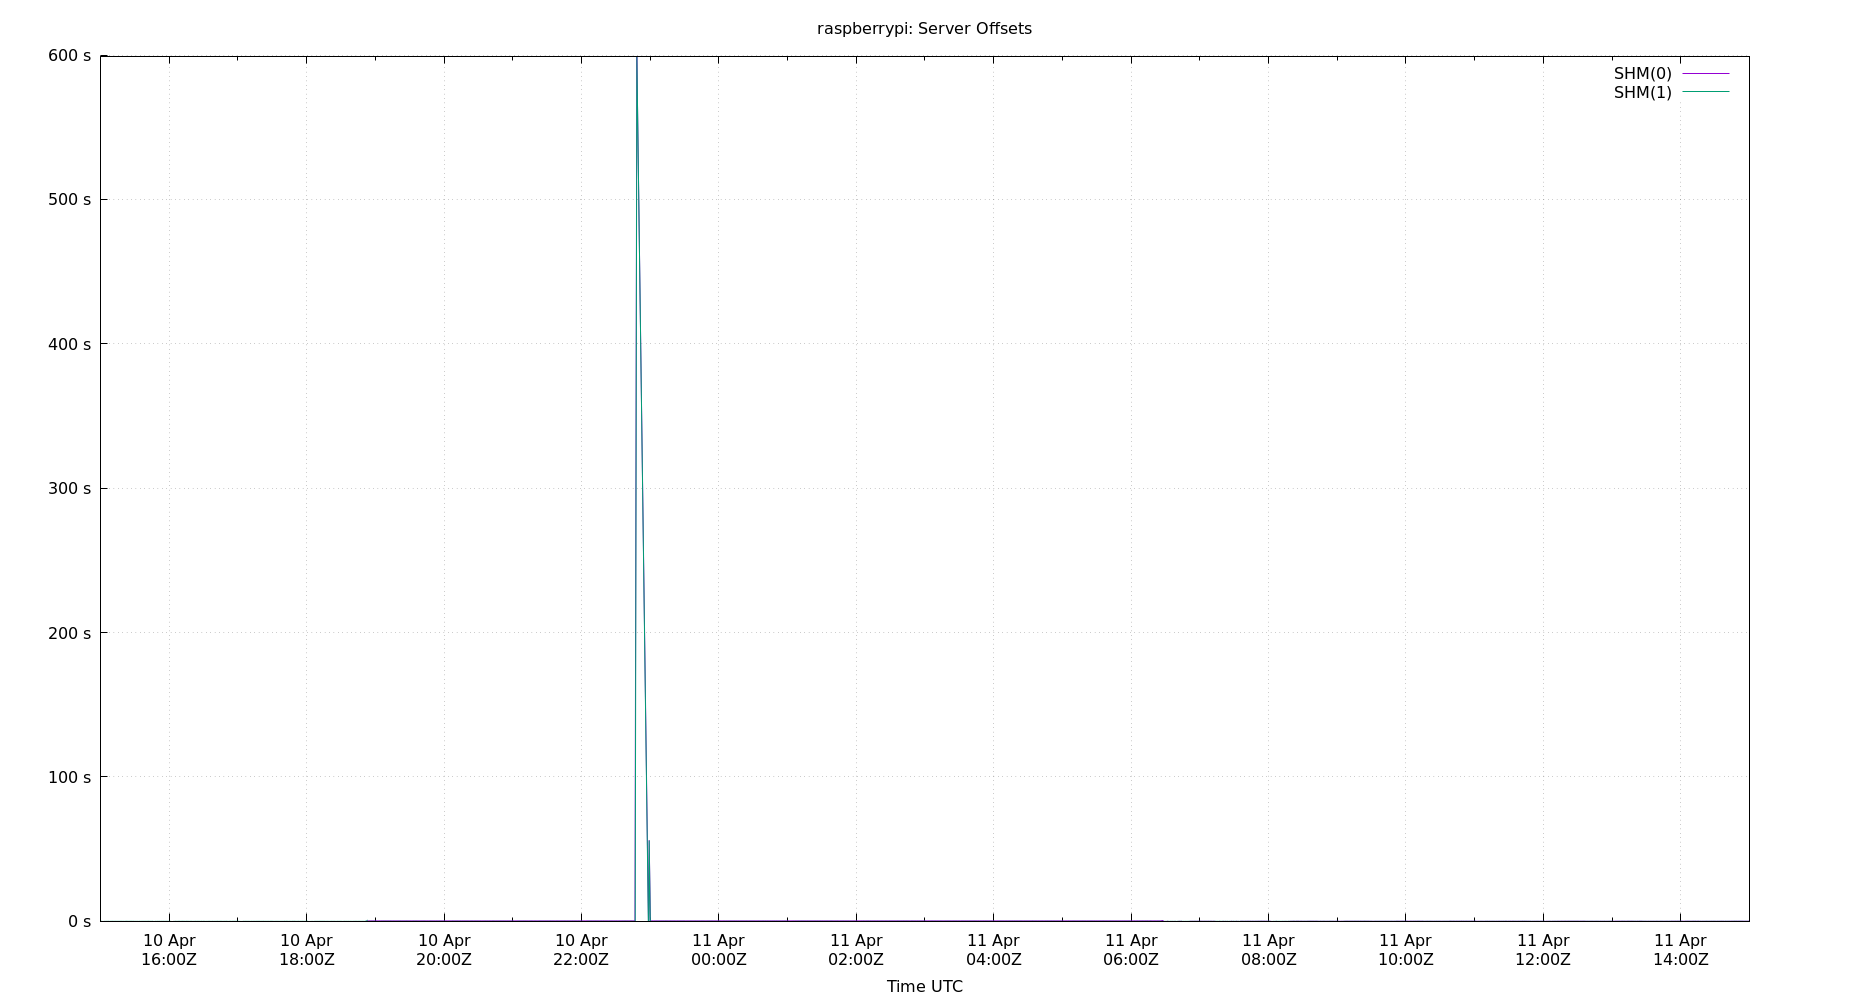 raspberrypi: Server Offsets
600 s
500 s
400 s
300 s
200 s
100 s
0 s
SHM(0)
SHM(1)
10 Apr 10 Apr 10 Apr 10 Apr 11 Apr 11 Apr 11 Apr 11 Apr 11 Apr 11 Apr 11 Apr 11 Apr
16:00Z 18:00Z 20:00Z 22:00Z 00:00Z 02:00Z 04:00Z 06:00Z 08:00Z 10:00Z 12:00Z 14:00Z
Time UTC